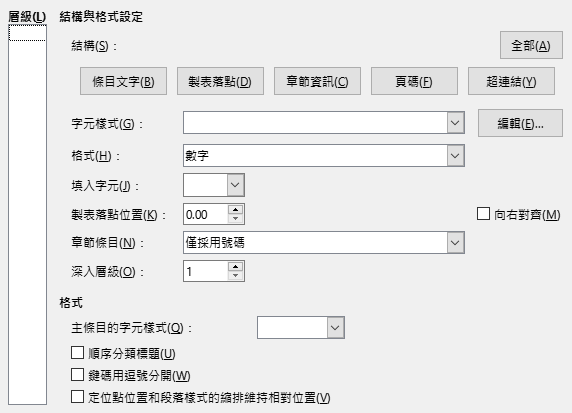 層級(L) 結構與格式設定
結構(S)： 全部(A)
條目文字(B) 製表落點(D) 章節資訊(C) 頁碼(F) 超連結(Y)
字元樣式(G)： 編輯(E)...
格式(H)： 數字
填入字元(J)：
製表落點位置(K)： 0.00 向右對齊(M)
章節條目(N)： 僅採用號碼
深入層級(O)： 1
格式
主條目的字元樣式(Q)：
順序分類標題(U)
鍵碼用逗號分開(W)
定位點位置和段落樣式的縮排維持相對位置(V)